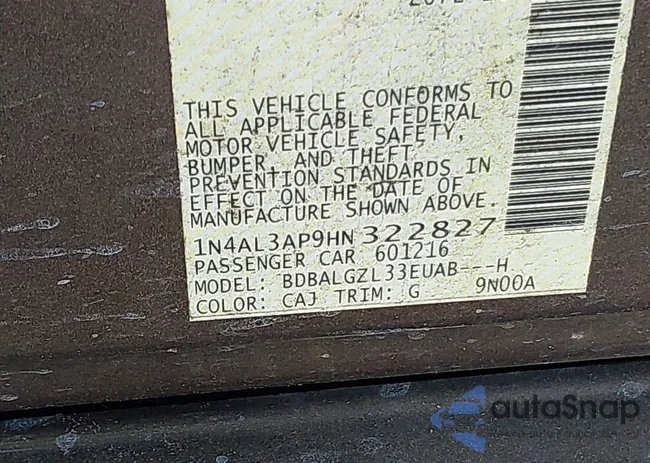 THIS VEHICLE CONFORMS TO
ALL APPLICABLE FEDERAL
MOTOR VEHICLE SAFETY,
BUMPER, AND THEFT
PREVENTION STANDARDS IN
EFFECT ON THE DATE OF
MANUFACTURE SHOWN ABOVE.
1N4AL3AP9HN322827
PASSENGER CAR 601216
MODEL: BDBALGZL33EUAB---H
COLOR: CAJ TRIM: G 9N00A
autaSnap